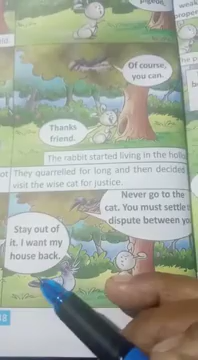 Of course,
you can.
Thanks
friend.
The rabbit started living in the
They quarrelled for long and then decided
visit the wise cat for justice.
Never go to the
cat. You must settle
dispute between
Stay out of
it. I want my
house back.